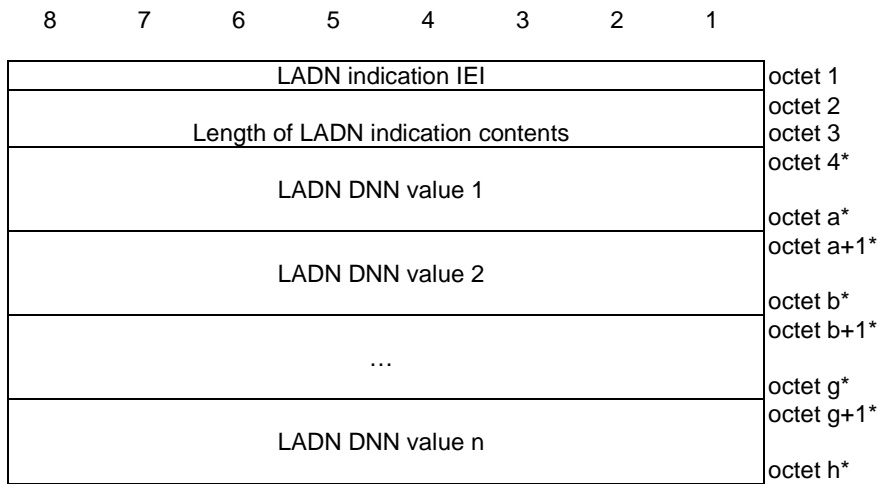 8 7 6 5 4 3 2 1
LADN indication IEI octet 1
octet 2
Length of LADN indication contents octet 3
octet 4*
LADN DNN value 1
octet a*
octet a+1*
LADN DNN value 2
octet b*
octet b+1*
…
octet g*
octet g+1*
LADN DNN value n
octet h*